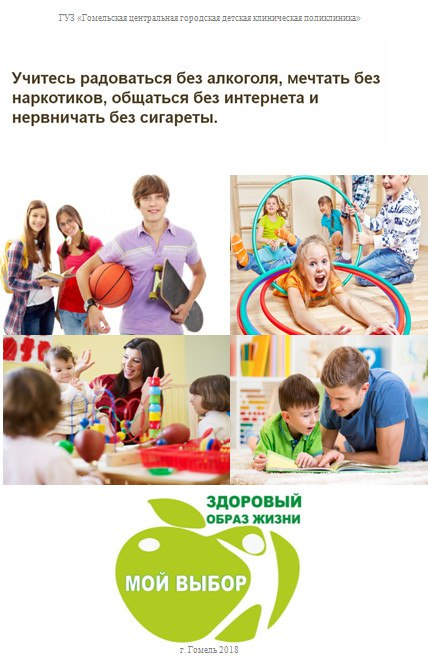 ГУЗ «Гомельская центральная городская детская клиническая поликлиника»
Учитесь радоваться без алкоголя, мечтать без
наркотиков, общаться без интернета и
нервничать без сигареты.
ЗДОРОВЫЙ
ОБРАЗ ЖИЗНИ
МОЙ ВЫБОР
г. Гомель 2018